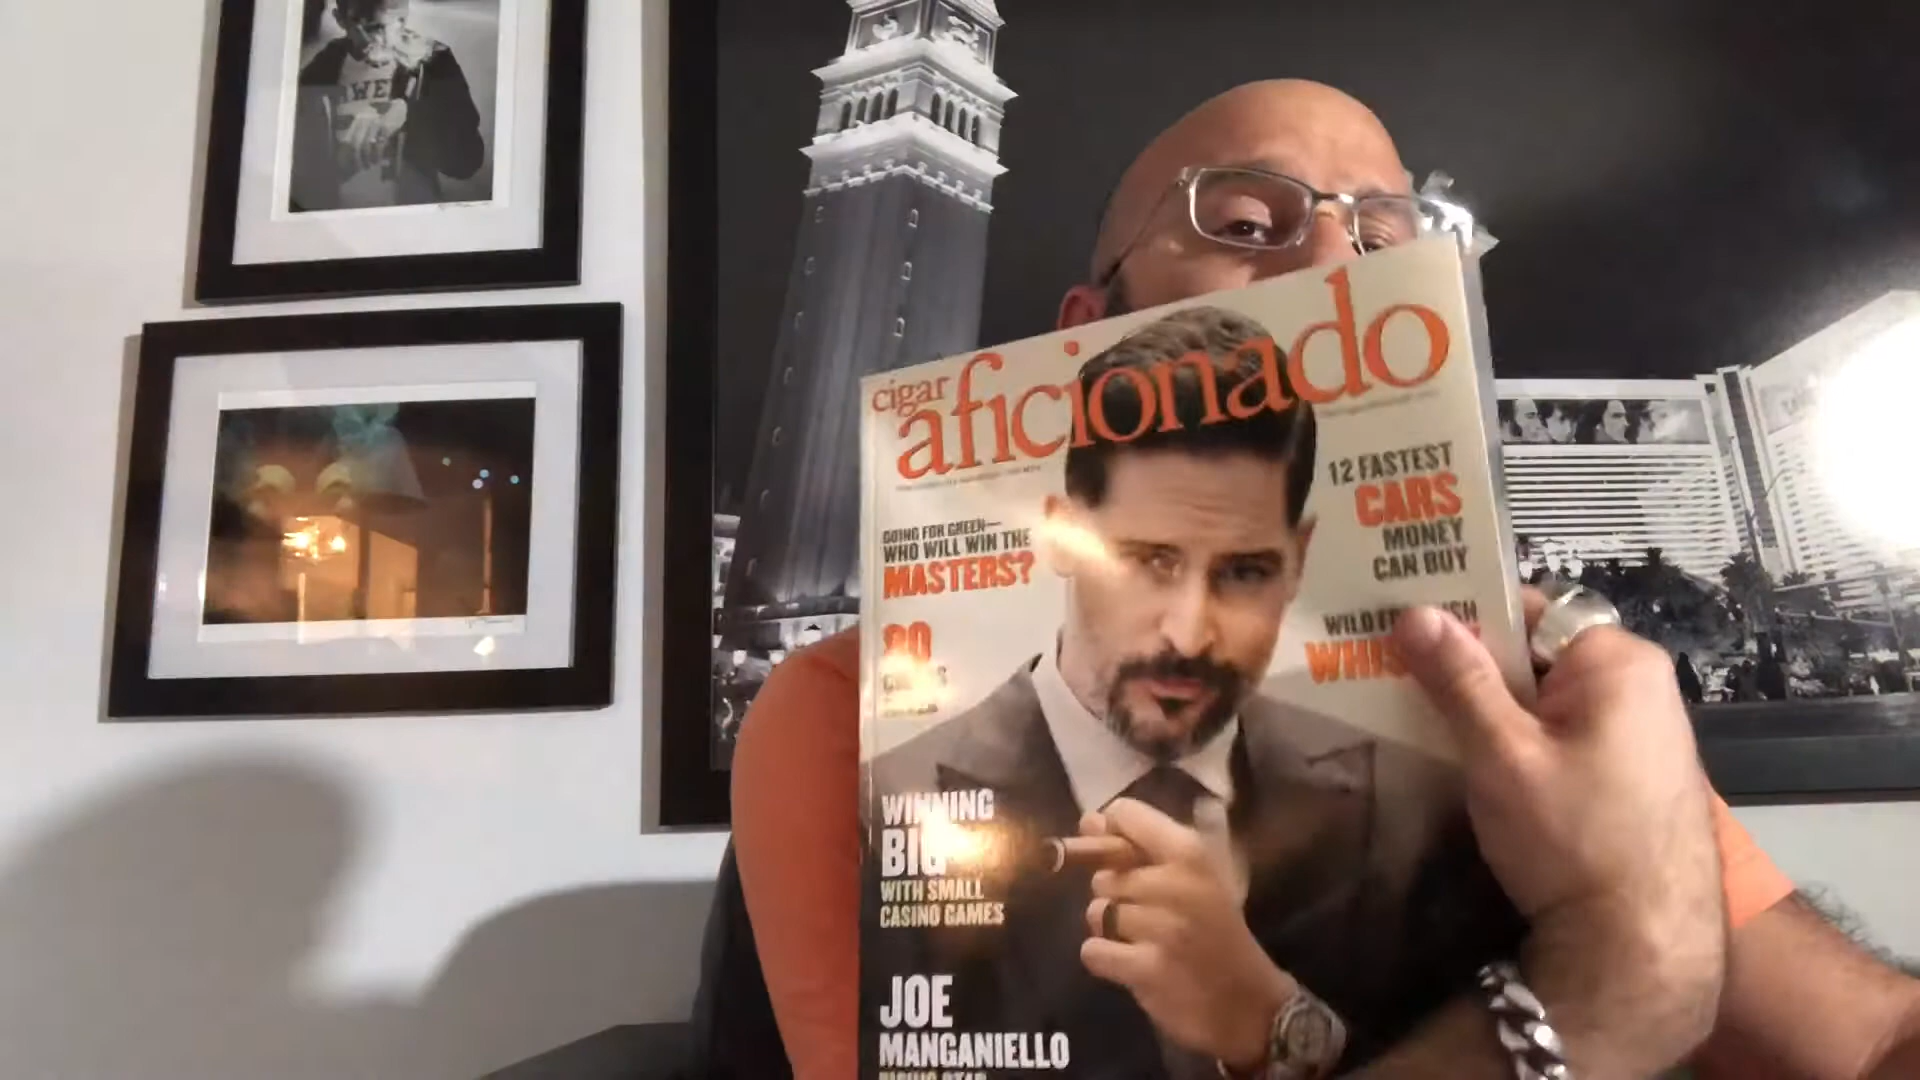 cigar
aficionado
GOING FOR GREEN—
WHO WILL WIN THE
MASTERS?
12 FASTEST
CARS
MONEY
CAN BUY
WILD
WINNING
BIG
WITH SMALL
CASINO GAMES
JOE
MANGANIELLO